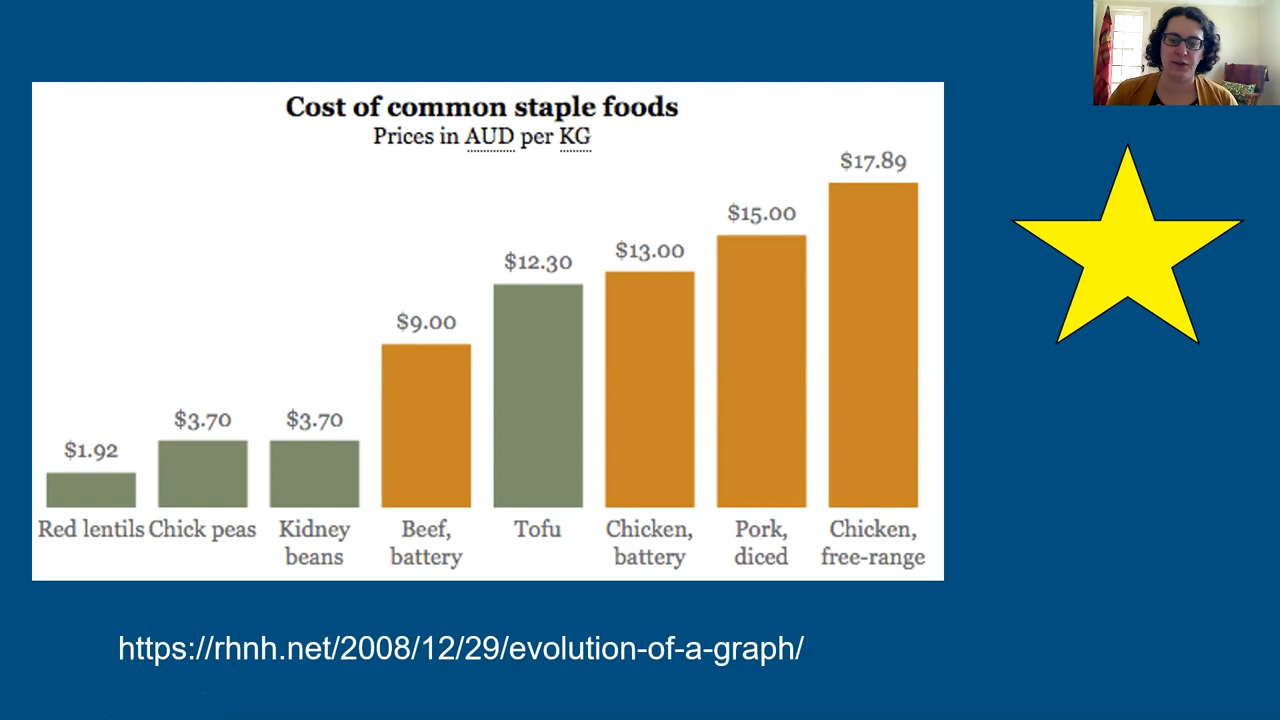 Cost of common staple foods
Prices in AUD per KG
$1.92
$3.70
$3.70
$9.00
$12.30
$13.00
$15.00
$17.89
Red lentils
Chick peas
Kidney
beans
Beef,
battery
Tofu
Chicken,
battery
Pork,
diced
Chicken,
free-range
https://rhnh.net/2008/12/29/evolution-of-a-graph/